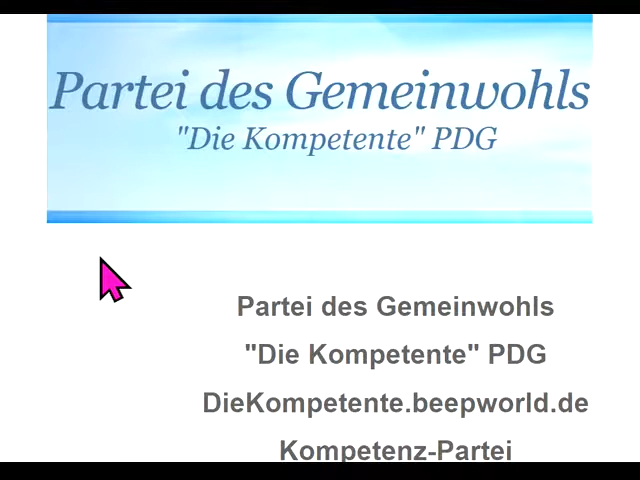 Partei des Gemeinwohls
"Die Kompetente" PDG
Partei des Gemeinwohls
"Die Kompetente" PDG
DieKompetente.beepworld.de
Kompetenz-Partei